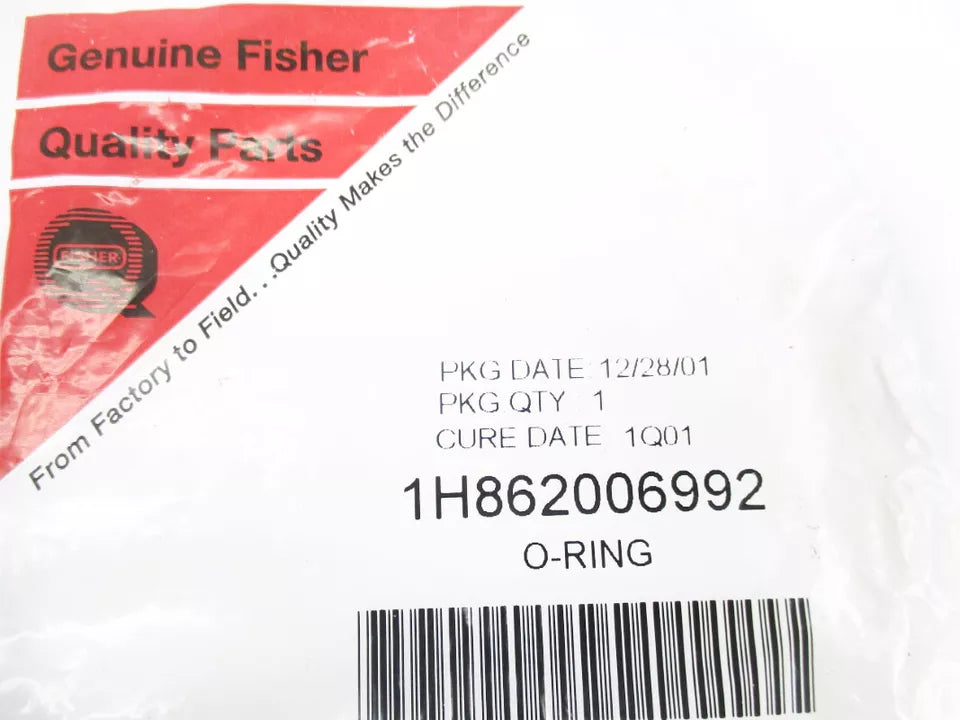 Genuine Fisher
Quality Parts
FISHER
From Factory to Field...Quality Makes the Difference
PKG DATE 12/28/01
PKG QTY : 1
CURE DATE 1Q01
1H862006992
O-RING